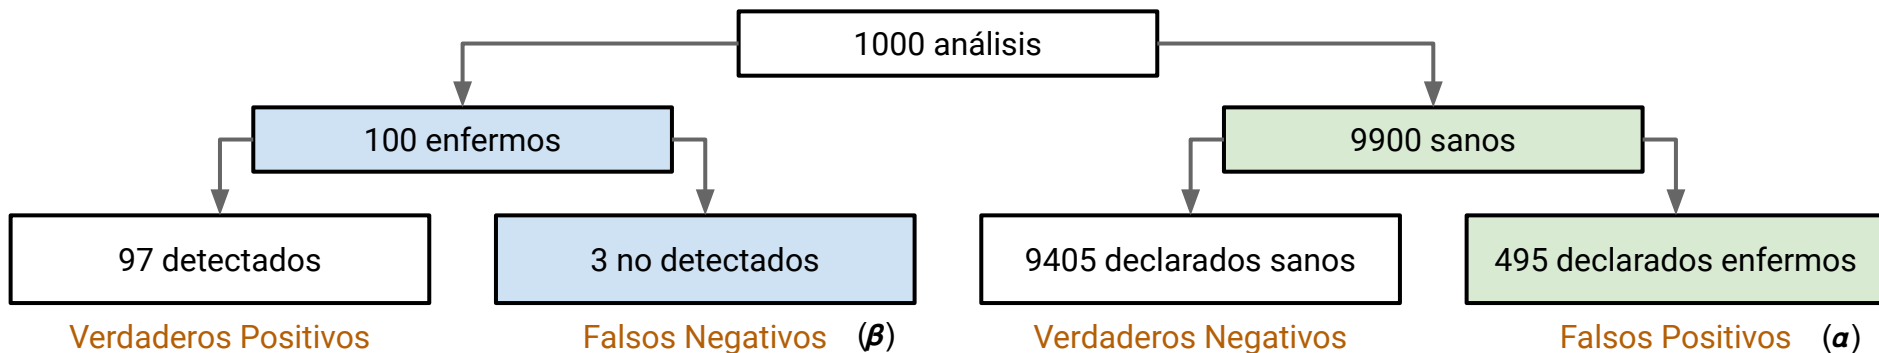 1000 análisis
100 enfermos
9900 sanos
97 detectados
3 no detectados
9405 declarados sanos
495 declarados enfermos
Verdaderos Positivos
Falsos Negativos (β)
Verdaderos Negativos
Falsos Positivos (α)